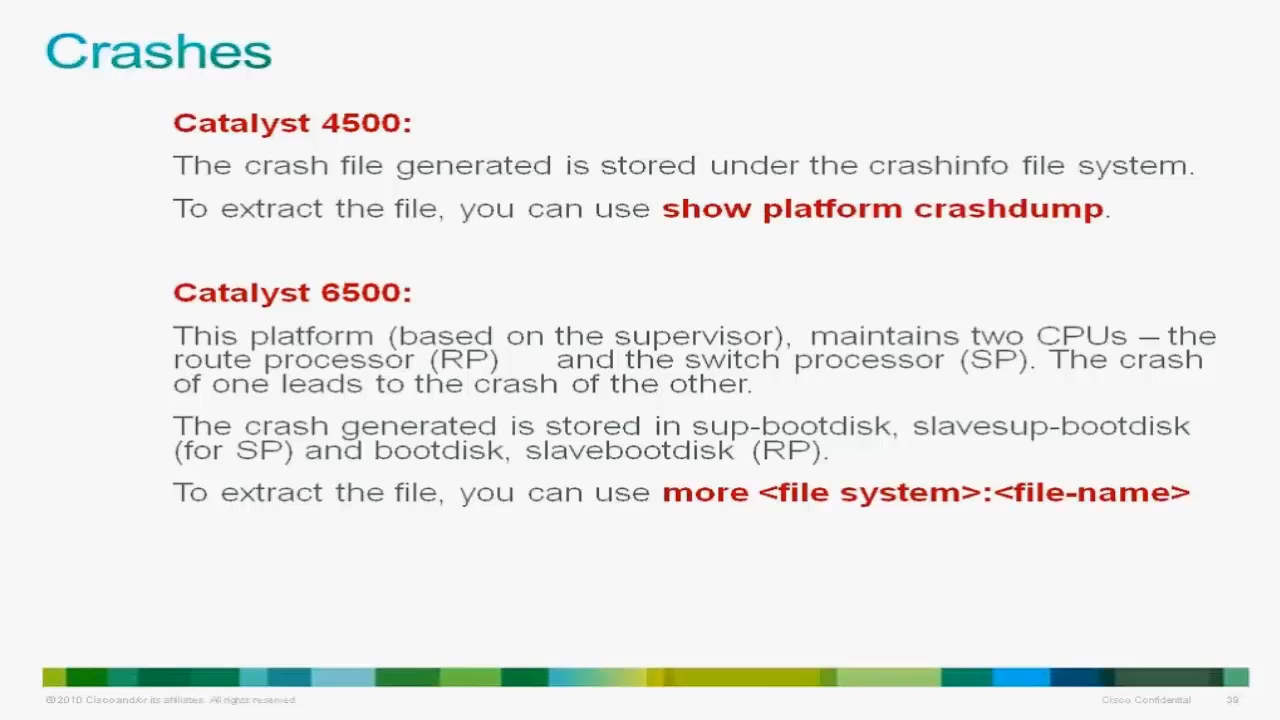 Crashes
Catalyst 4500:
The crash file generated is stored under the crashinfo file system.
To extract the file, you can use show platform crashdump.
Catalyst 6500:
This platform (based on the supervisor), maintains two CPUs – the
route processor (RP) and the switch processor (SP). The crash
of one leads to the crash of the other.
The crash generated is stored in sup-bootdisk, slavesup-bootdisk
(for SP) and bootdisk, slavebootdisk (RP).
To extract the file, you can use more <file system>:<file-name>
© 2010 Cisco and/or its affiliates. All rights reserved.
Cisco Confidential
39